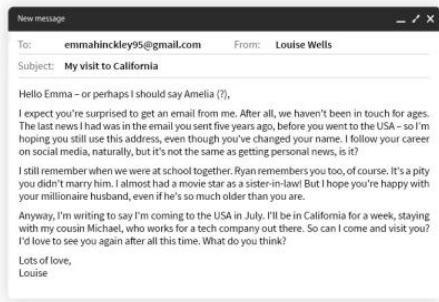 New message
To: emmahinckley95@gmail.com From: Louise Wells
Subject: My visit to California
Hello Emma – or perhaps I should say Amelia (?),
I expect you're surprised to get an email from me. After all, we haven't been in touch for ages.
The last news I had was in the email you sent five years ago, before you went to the USA – so I'm
hoping you still use this address, even though you've changed your name. I follow your career
on social media, naturally, but it's not the same as getting personal news, is it?
I still remember when we were at school together. Ryan remembers you too, of course. It's a pity
you didn't marry him. I almost had a movie star as a sister-in-law! But I hope you're happy with
your millionaire husband, even if he's so much older than you are.
Anyway, I'm writing to say I'm coming to the USA in July. I'll be in California for a week, staying
with my cousin Michael, who works for a tech company out there. So can I come and visit you?
I'd love to see you again after all this time. What do you think?
Lots of love,
Louise